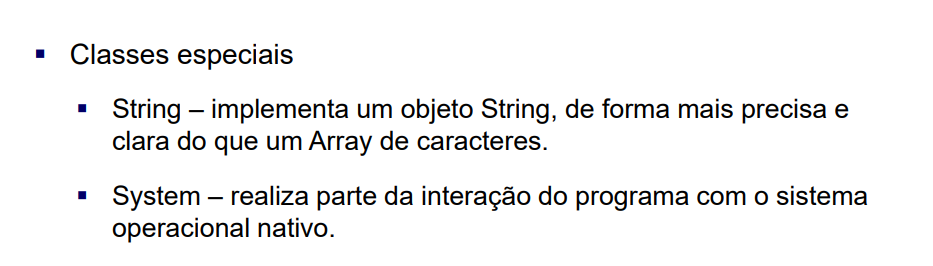 ▪ Classes especiais
▪ String – implementa um objeto String, de forma mais precisa e
clara do que um Array de caracteres.
▪ System – realiza parte da interação do programa com o sistema
operacional nativo.